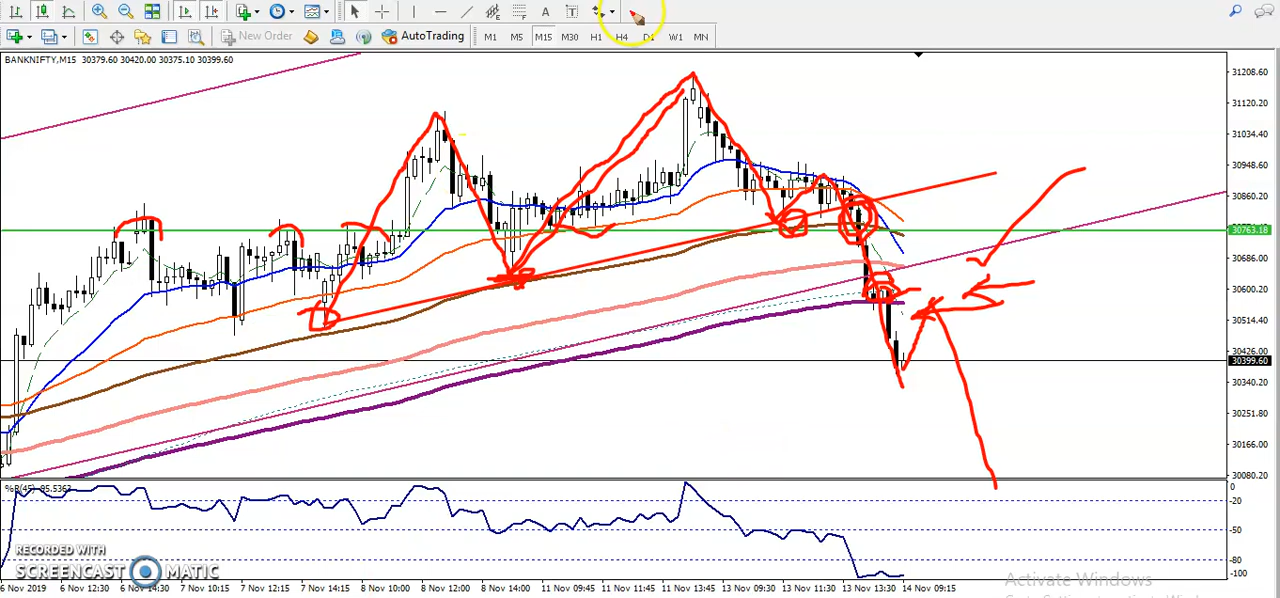 A T
New Order AutoTrading M1 M5 M15 M30 H1 H4 D1 W1 MN
BANKNIFTY,M15 30379.60 30420.00 30375.10 30399.60
31208.60
31120.20
31034.40
30948.60
30860.20
30763.18
30686.00
30600.20
30514.40
30426.00
30399.60
30340.20
30251.80
30166.00
30080.20
%R(45) -95.5363
0
-20
-50
-80
-100
RECORDED WITH
SCREENCAST MATIC
Activate Windows
6 Nov 2019 6 Nov 12:30 6 Nov 14:30 7 Nov 10:15 7 Nov 12:15 7 Nov 14:15 8 Nov 10:00 8 Nov 12:00 8 Nov 14:00 11 Nov 09:45 11 Nov 11:45 11 Nov 13:45 13 Nov 09:30 13 Nov 11:30 13 Nov 13:30 14 Nov 09:15